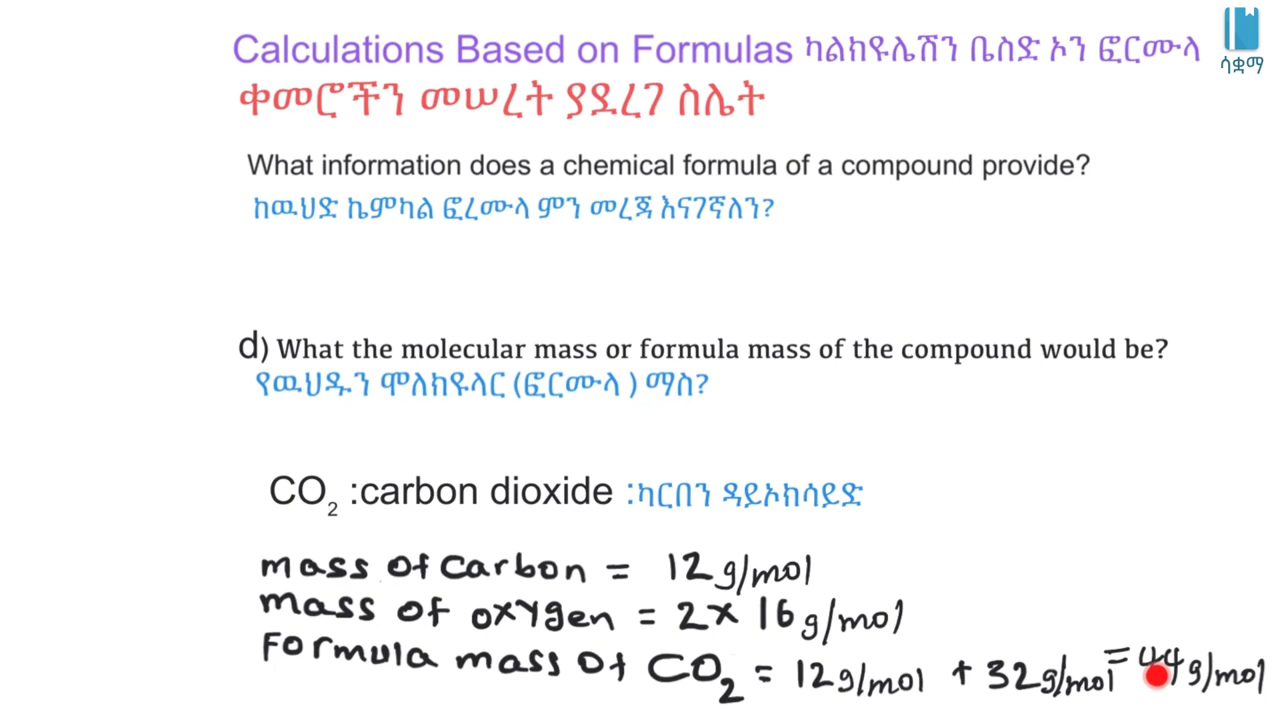 Calculations Based on Formulas ካልክዩሌሽን ቤስድ ኦን ፎርሙላ
ሳቋማ
ቀመሮችን መሠረት ያደረገ ስሌት
What information does a chemical formula of a compound provide?
ከዉህድ ኬምካል ፎረሙላ ምን መረጃ እናገኛለን?
d) What the molecular mass or formula mass of the compound would be?
የዉህዱን ሞለክዩላር (ፎርሙላ ) ማስ?
CO₂ :carbon dioxide :ካርበን ዳይኦክሳይድ
mass of carbon = 12g/mol
mass of oxygen = 2 x 16g/mol
Formula mass of CO₂ = 12g/mol + 32g/mol = 44g/mol